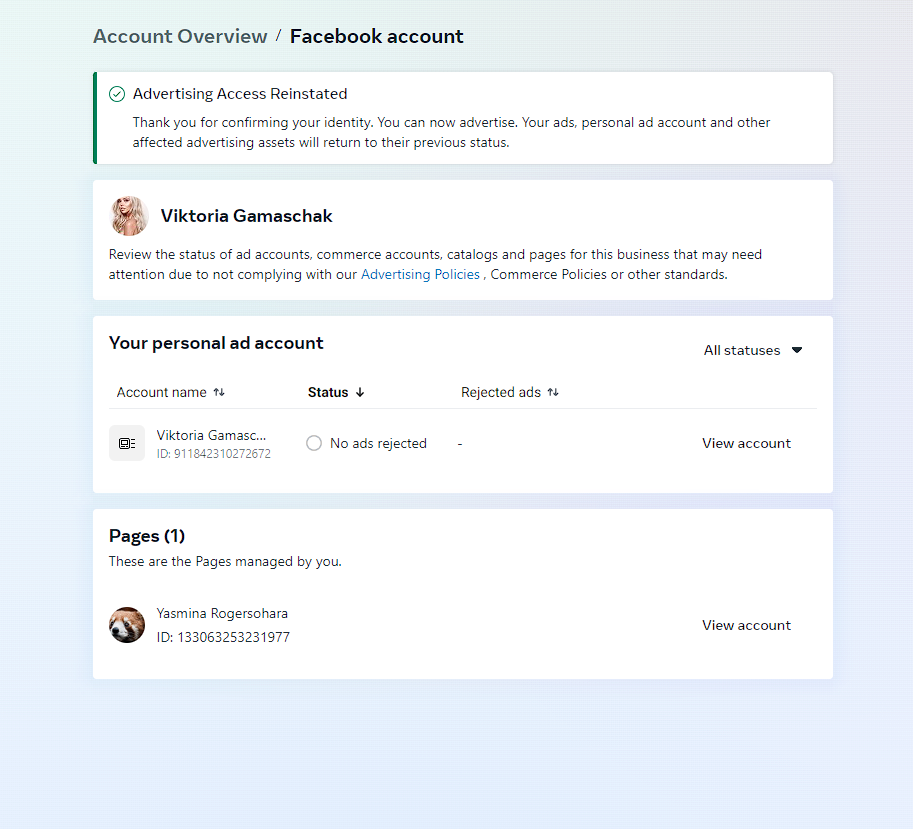 Account Overview / Facebook account
Advertising Access Reinstated
Thank you for confirming your identity. You can now advertise. Your ads, personal ad account and other
affected advertising assets will return to their previous status.
Viktoria Gamaschak
Review the status of ad accounts, commerce accounts, catalogs and pages for this business that may need
attention due to not complying with our Advertising Policies , Commerce Policies or other standards.
Your personal ad account
All statuses
Account name Status Rejected ads
Viktoria Gamasc...
ID: 911842310272672
No ads rejected - View account
Pages (1)
These are the Pages managed by you.
Yasmina Rogersohara
ID: 133063253231977
View account